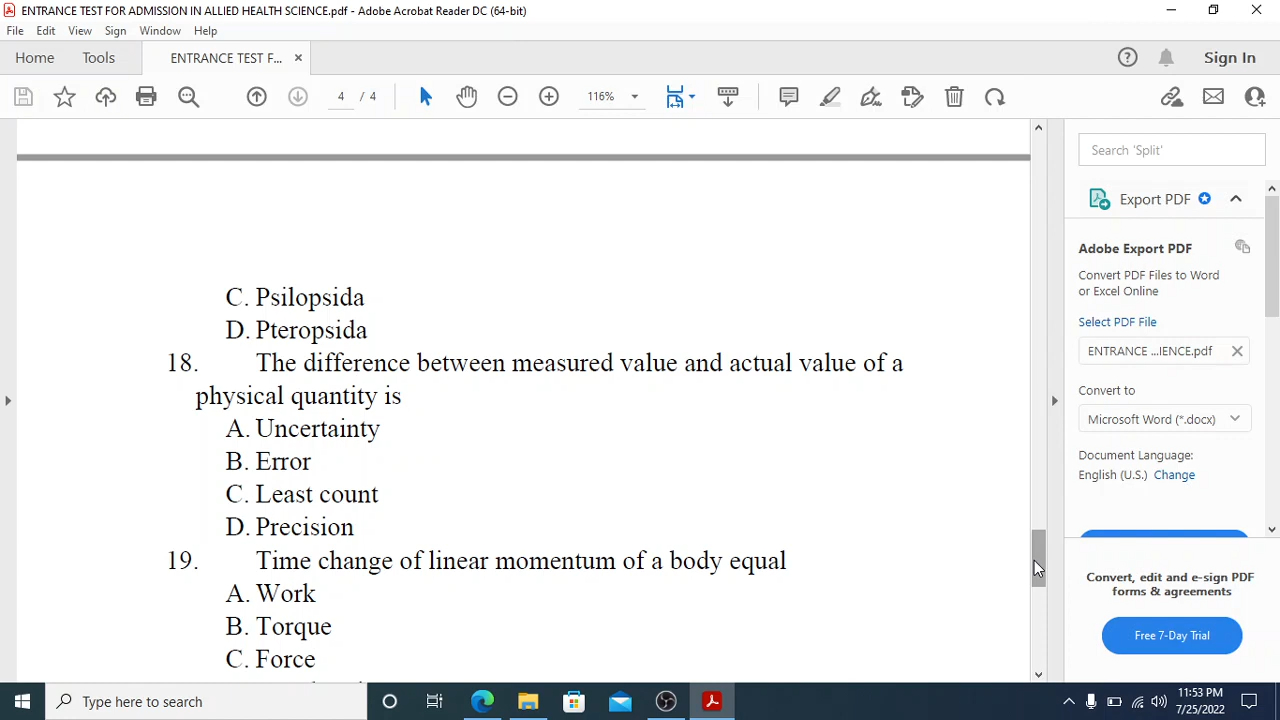 ENTRANCE TEST FOR ADMISSION IN ALLIED HEALTH SCIENCE.pdf - Adobe Acrobat Reader DC (64-bit)
File Edit View Sign Window Help
Home Tools ENTRANCE TEST F... × Sign In
4 / 4 116%
Search 'Split'
Export PDF
Adobe Export PDF
Convert PDF Files to Word
or Excel Online
Select PDF File
ENTRANCE ...IENCE.pdf
Convert to
Microsoft Word (*.docx)
Document Language:
English (U.S.) Change
Convert, edit and e-sign PDF
forms & agreements
Free 7-Day Trial
C. Psilopsida
D. Pteropsida
18. The difference between measured value and actual value of a
physical quantity is
A. Uncertainty
B. Error
C. Least count
D. Precision
19. Time change of linear momentum of a body equal
A. Work
B. Torque
C. Force
Type here to search
11:53 PM
7/25/2022